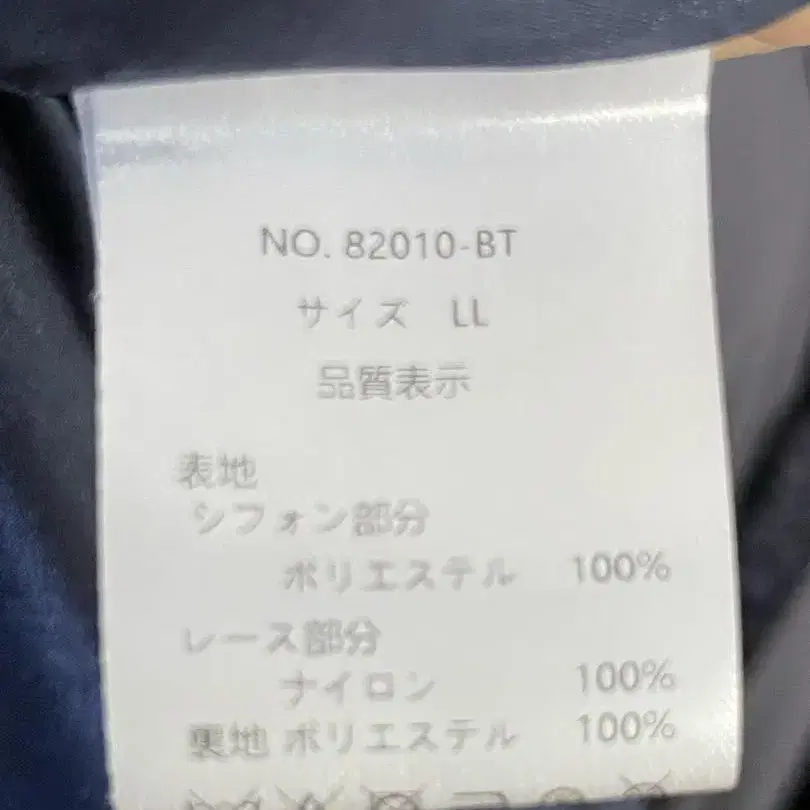 NO. 82010-BT
サイズ LL
品質表示
表地
シフォン部分
ポリエステル 100%
レース部分
ナイロン 100%
裏地 ポリエステル 100%